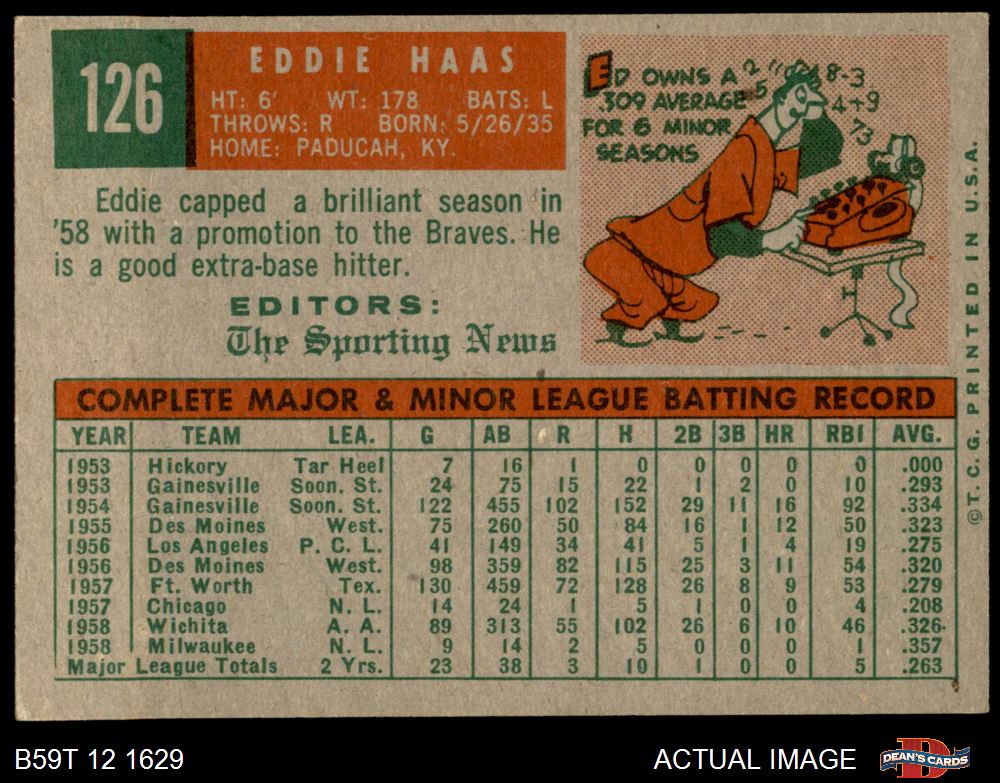 126
EDDIE HAAS
HT: 6' WT: 178 BATS: L
THROWS: R BORN: 5/26/35
HOME: PADUCAH, KY.
Eddie capped a brilliant season in
'58 with a promotion to the Braves. He
is a good extra-base hitter.
EDITORS:
The Sporting News
ED OWNS A
.309 AVERAGE
FOR 6 MINOR
SEASONS
8-3
4+9
73
COMPLETE MAJOR & MINOR LEAGUE BATTING RECORD
YEAR TEAM LEA. G AB R H 2B 3B HR RBI AVG.
1953 Hickory Tar Heel 7 16 1 0 0 0 0 0 .000
1953 Gainesville Soon. St. 24 75 15 22 1 2 0 10 .293
1954 Gainesville Soon. St. 122 455 102 152 29 11 16 92 .334
1955 Des Moines West. 75 260 50 84 16 1 12 50 .323
1956 Los Angeles P. C. L. 41 149 34 41 5 1 4 19 .275
1956 Des Moines West. 98 359 82 115 25 3 11 54 .320
1957 Ft. Worth Tex. 130 459 72 128 26 8 9 53 .279
1957 Chicago N. L. 14 24 1 5 1 0 0 4 .208
1958 Wichita A. A. 89 313 55 102 26 6 10 46 .326
1958 Milwaukee N. L. 9 14 2 5 0 0 0 1 .357
Major League Totals 2 Yrs. 23 38 3 10 1 0 0 5 .263
©T. C. G. PRINTED IN U.S.A.
B59T 12 1629
ACTUAL IMAGE
DEAN'S CARDS